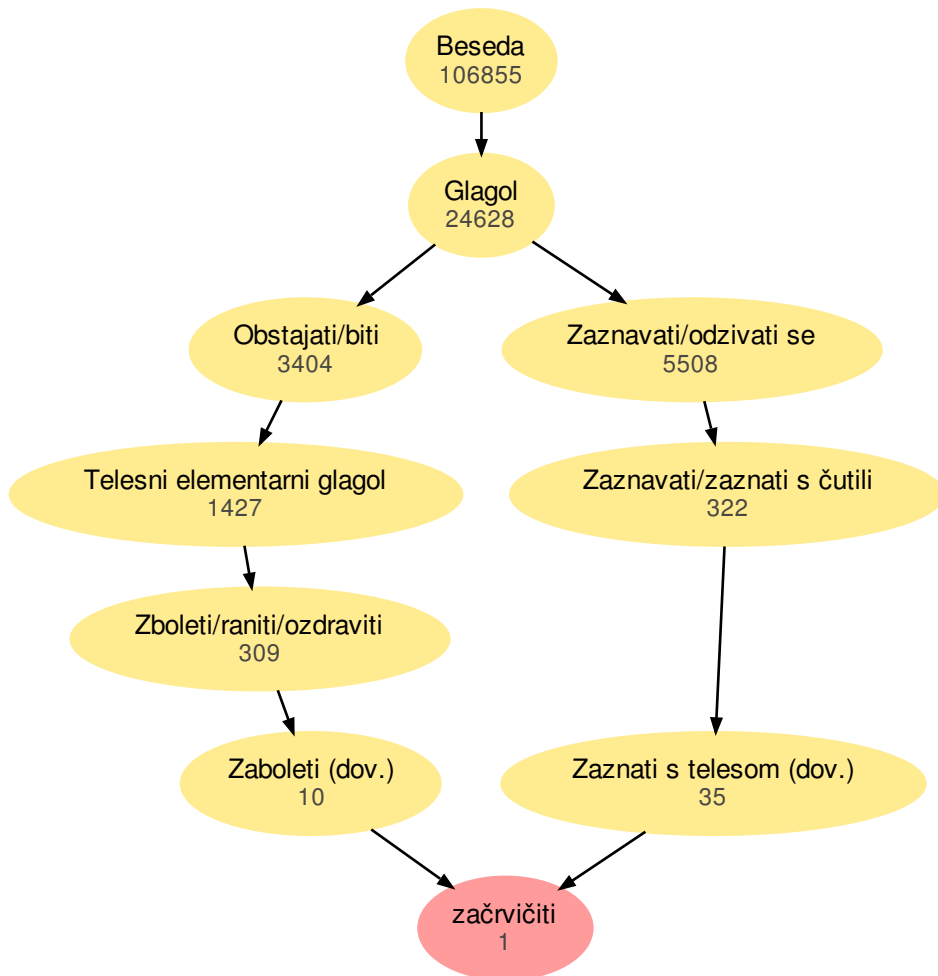 Beseda
106855
Glagol
24628
Obstajati/biti
3404
Zaznavati/odzivati se
5508
Telesni elementarni glagol
1427
Zaznavati/zaznati s čutili
322
Zboleti/raniti/ozdraviti
309
Zaboleti (dov.)
10
Zaznati s telesom (dov.)
35
začrvičiti
1